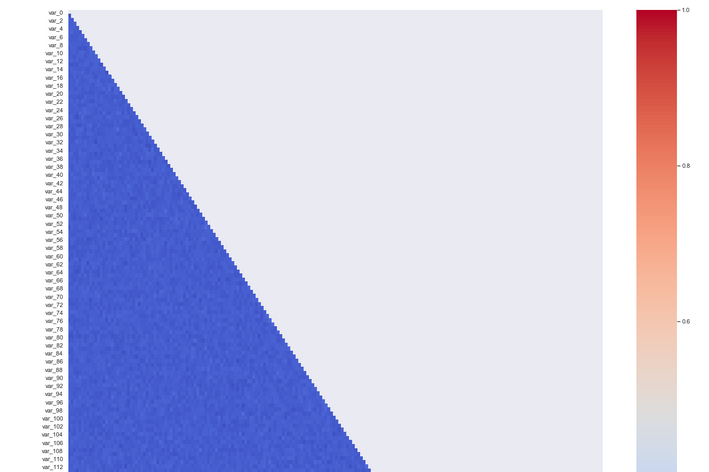 var_0
var_2
var_4
var_6
var_8
var_10
var_12
var_14
var_16
var_18
var_20
var_22
var_24
var_26
var_28
var_30
var_32
var_34
var_36
var_38
var_40
var_42
var_44
var_46
var_48
var_50
var_52
var_54
var_56
var_58
var_60
var_62
var_64
var_66
var_68
var_70
var_72
var_74
var_76
var_78
var_80
var_82
var_84
var_86
var_88
var_90
var_92
var_94
var_96
var_98
var_100
var_102
var_104
var_106
var_108
var_110
var_112
1.0
0.8
0.6